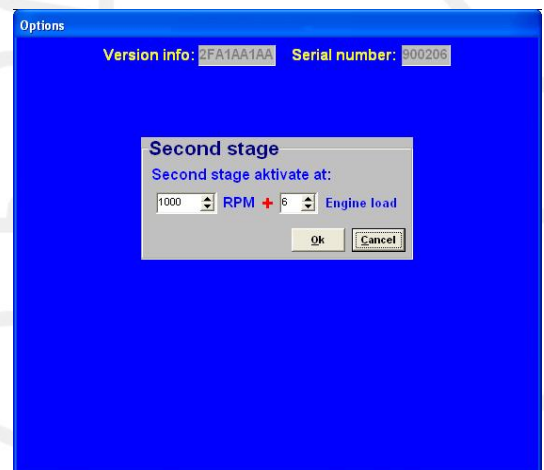 Options
Version info: 2FA1AA1AA Serial number: 900206
Second stage
Second stage aktivate at:
1000 RPM + 6 Engine load
Ok Cancel